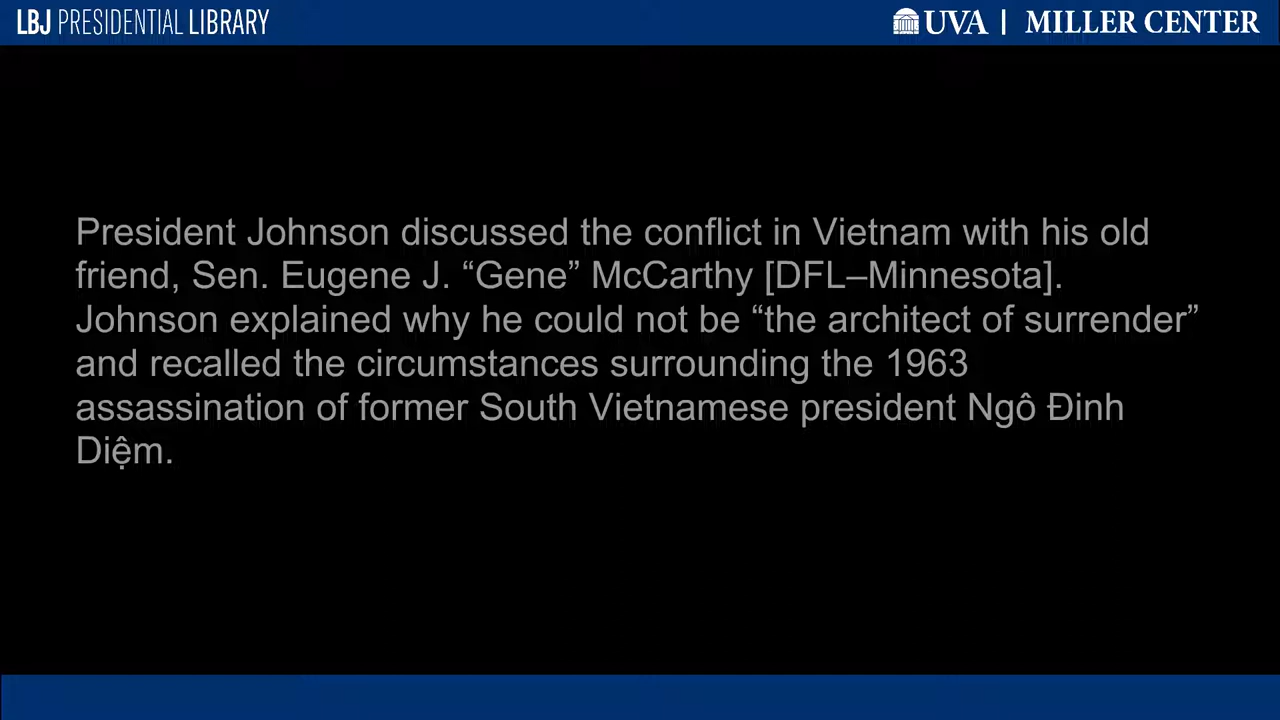 LBJ PRESIDENTIAL LIBRARY
UVA | MILLER CENTER
President Johnson discussed the conflict in Vietnam with his old
friend, Sen. Eugene J. “Gene” McCarthy [DFL–Minnesota].
Johnson explained why he could not be “the architect of surrender”
and recalled the circumstances surrounding the 1963
assassination of former South Vietnamese president Ngô Đinh
Diệm.